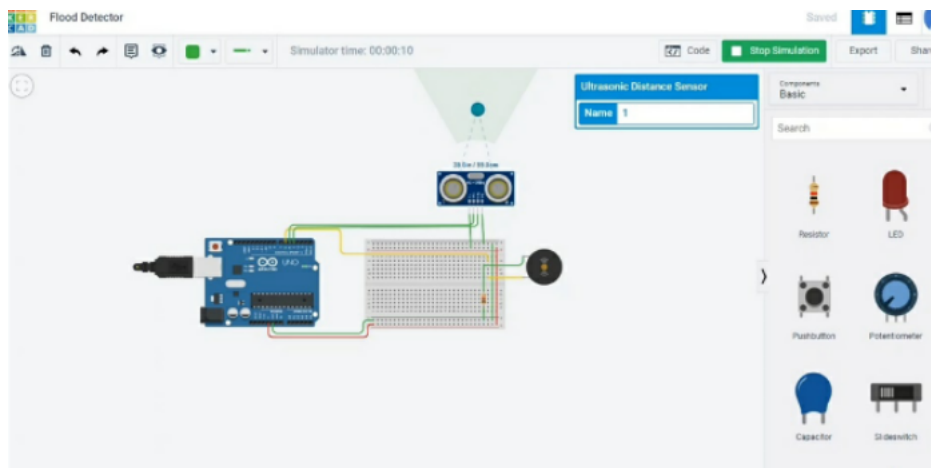 Flood Detector
Saved
Simulator time: 00:00:10
Code
Stop Simulation
Export
Shar
Ultrasonic Distance Sensor
Name 1
Components
Basic
Search
UNO
Resistor
LED
Pushbutton
Potentiometer
Capacitor
Slideswitch